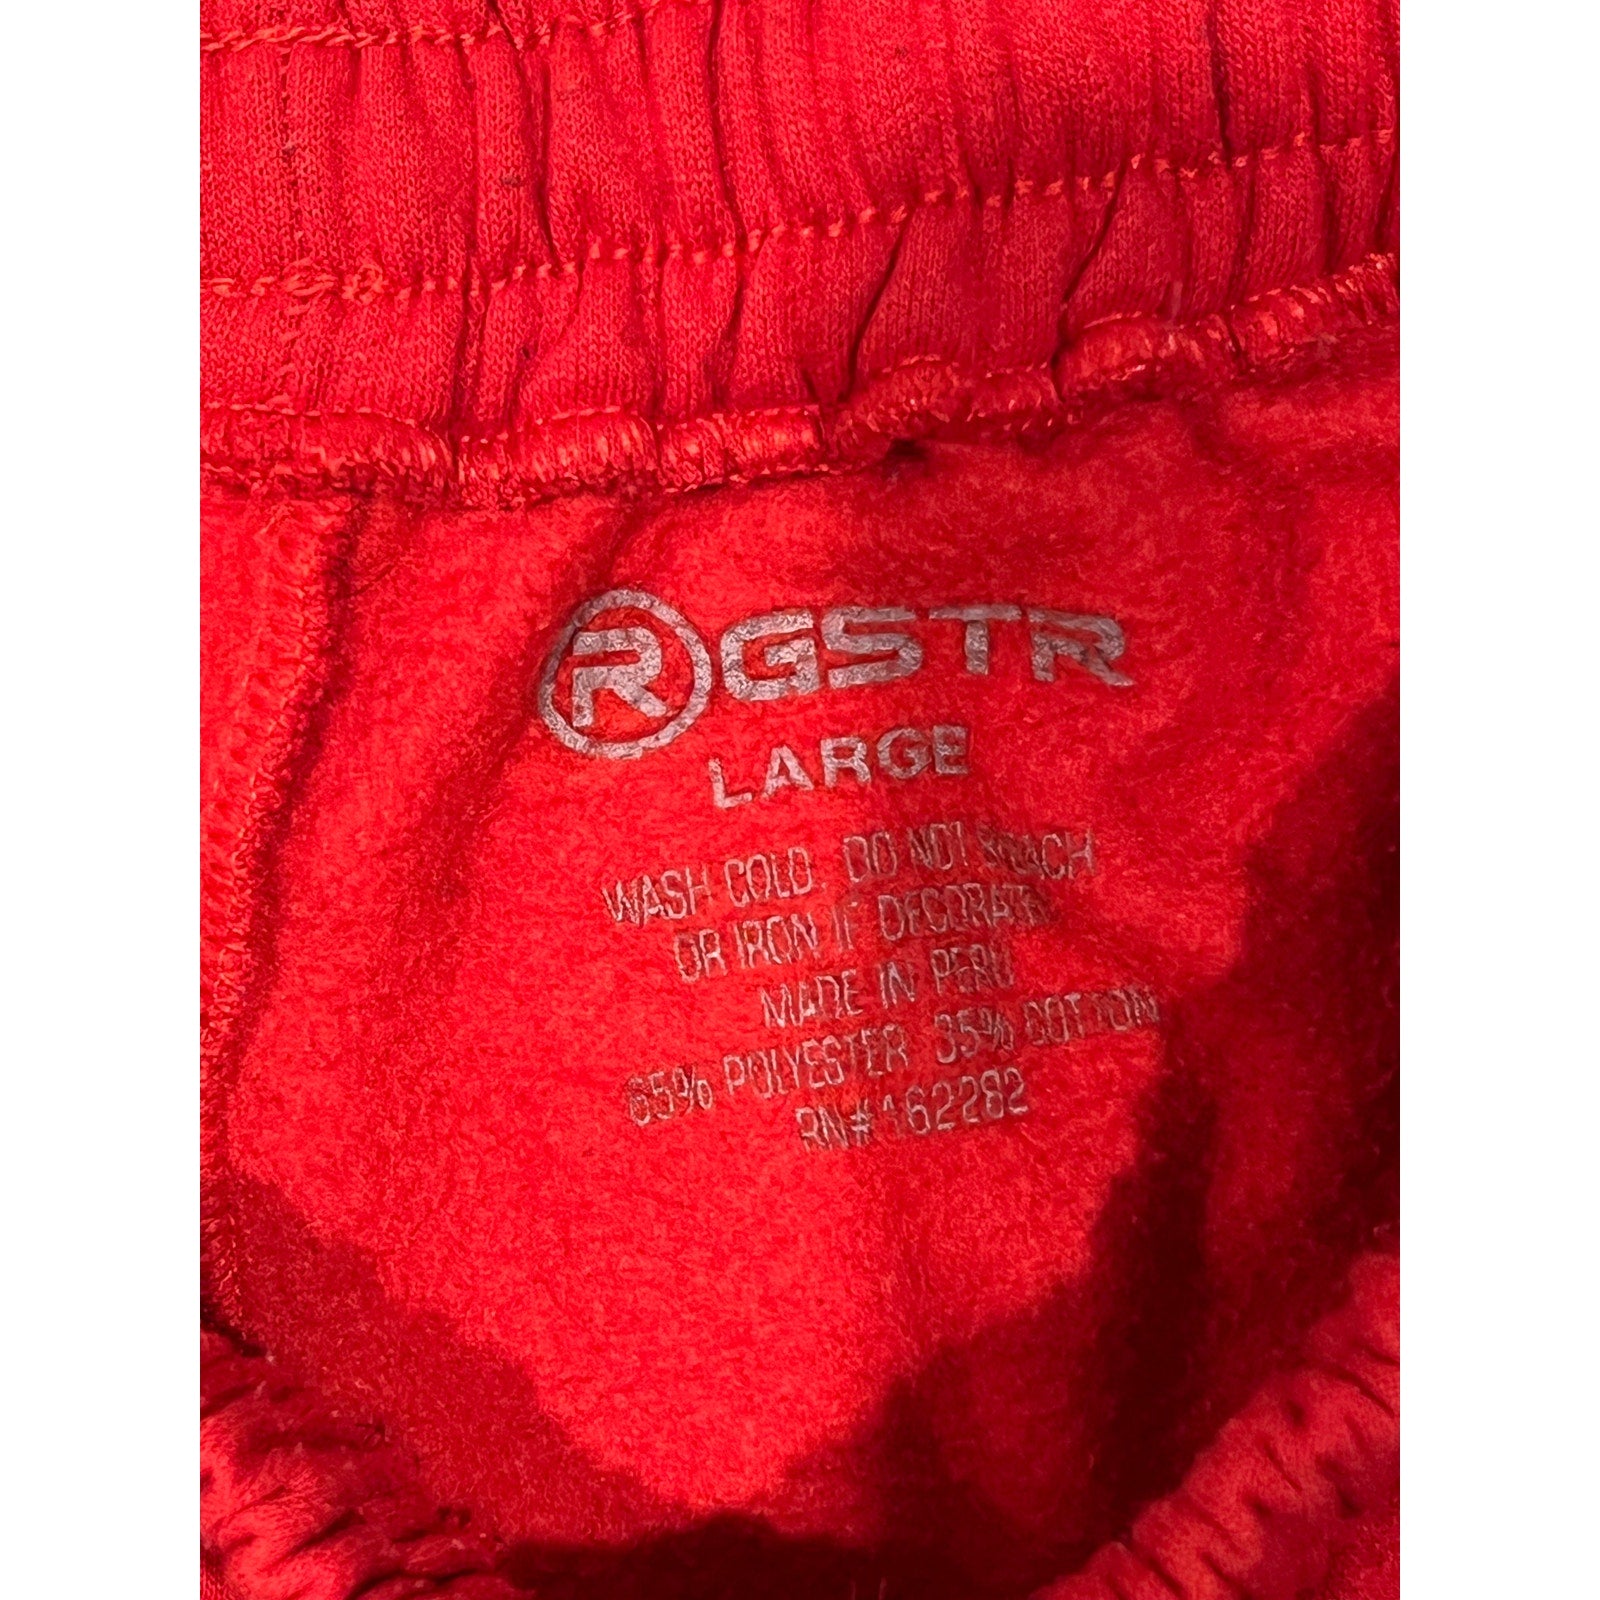 R GSTR
LARGE
WASH COLD. DO NOT BLEACH
OR IRON IF DECORATED
MADE IN PERU
65% POLYESTER 35% COTTON
RN#162282